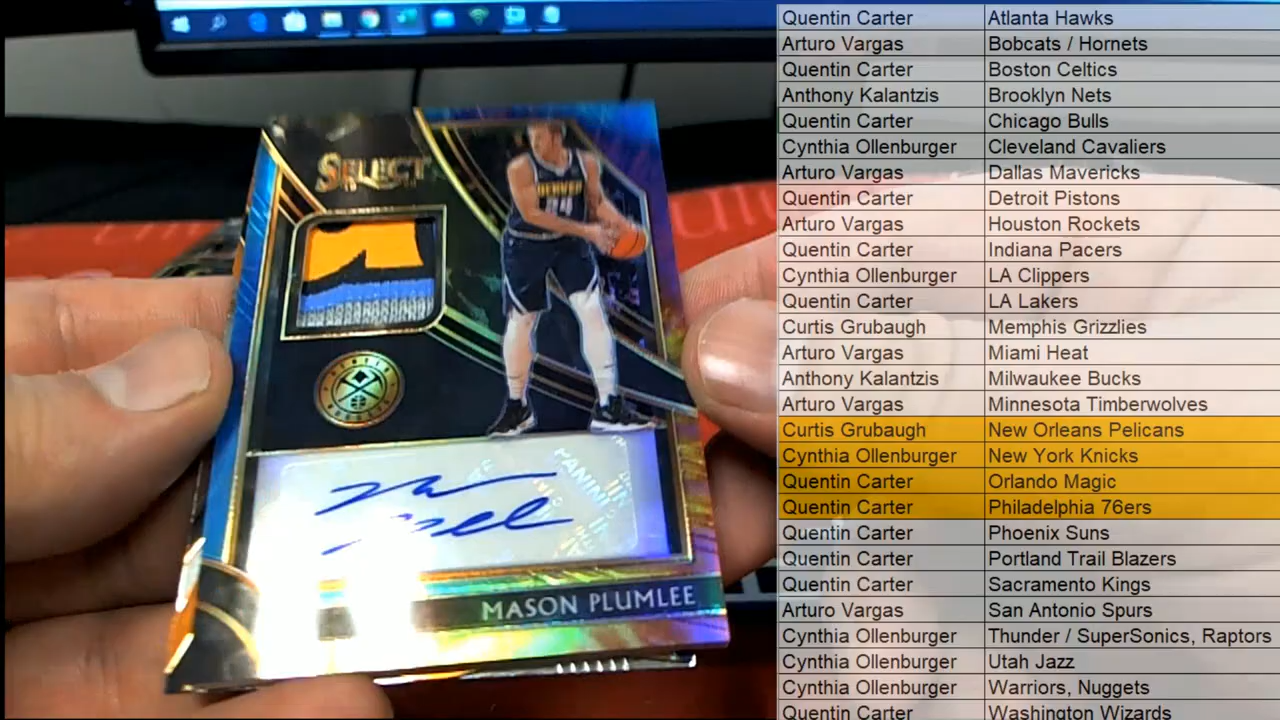 SELECT
DENVER
MASON PLUMLEE
Quentin Carter Atlanta Hawks
Arturo Vargas Bobcats / Hornets
Quentin Carter Boston Celtics
Anthony Kalantzis Brooklyn Nets
Quentin Carter Chicago Bulls
Cynthia Ollenburger Cleveland Cavaliers
Arturo Vargas Dallas Mavericks
Quentin Carter Detroit Pistons
Arturo Vargas Houston Rockets
Quentin Carter Indiana Pacers
Cynthia Ollenburger LA Clippers
Quentin Carter LA Lakers
Curtis Grubaugh Memphis Grizzlies
Arturo Vargas Miami Heat
Anthony Kalantzis Milwaukee Bucks
Arturo Vargas Minnesota Timberwolves
Curtis Grubaugh New Orleans Pelicans
Cynthia Ollenburger New York Knicks
Quentin Carter Orlando Magic
Quentin Carter Philadelphia 76ers
Quentin Carter Phoenix Suns
Quentin Carter Portland Trail Blazers
Quentin Carter Sacramento Kings
Arturo Vargas San Antonio Spurs
Cynthia Ollenburger Thunder / SuperSonics, Raptors
Cynthia Ollenburger Utah Jazz
Cynthia Ollenburger Warriors, Nuggets
Quentin Carter Washington Wizards